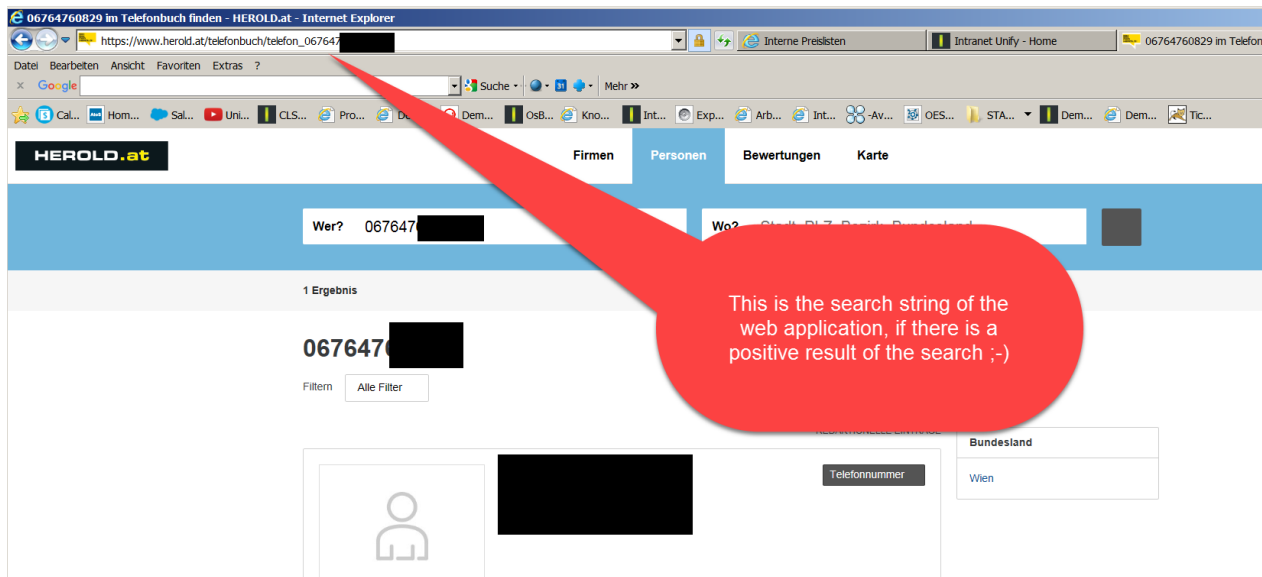 06764760829 im Telefonbuch finden - HEROLD.at - Internet Explorer
https://www.herold.at/telefonbuch/telefon_067647
Interne Preislisten
Intranet Unify - Home
06764760829 im Telefon
Datei Bearbeiten Ansicht Favoriten Extras ?
x Google
Suche
31
Mehr »
Cal... Hom... Sal... Uni... CLS... Pro... Dem... OsB... Kno... Int... Exp... Arb... Int... -Av... OES... STA... Dem... Dem... Tic...
HEROLD.at
Firmen Personen Bewertungen Karte
Wer? 067647
Wo?
1 Ergebnis
This is the search string of the
web application, if there is a
positive result of the search ;-)
067647
Filtern Alle Filter
Bundesland
Telefonnummer
Wien